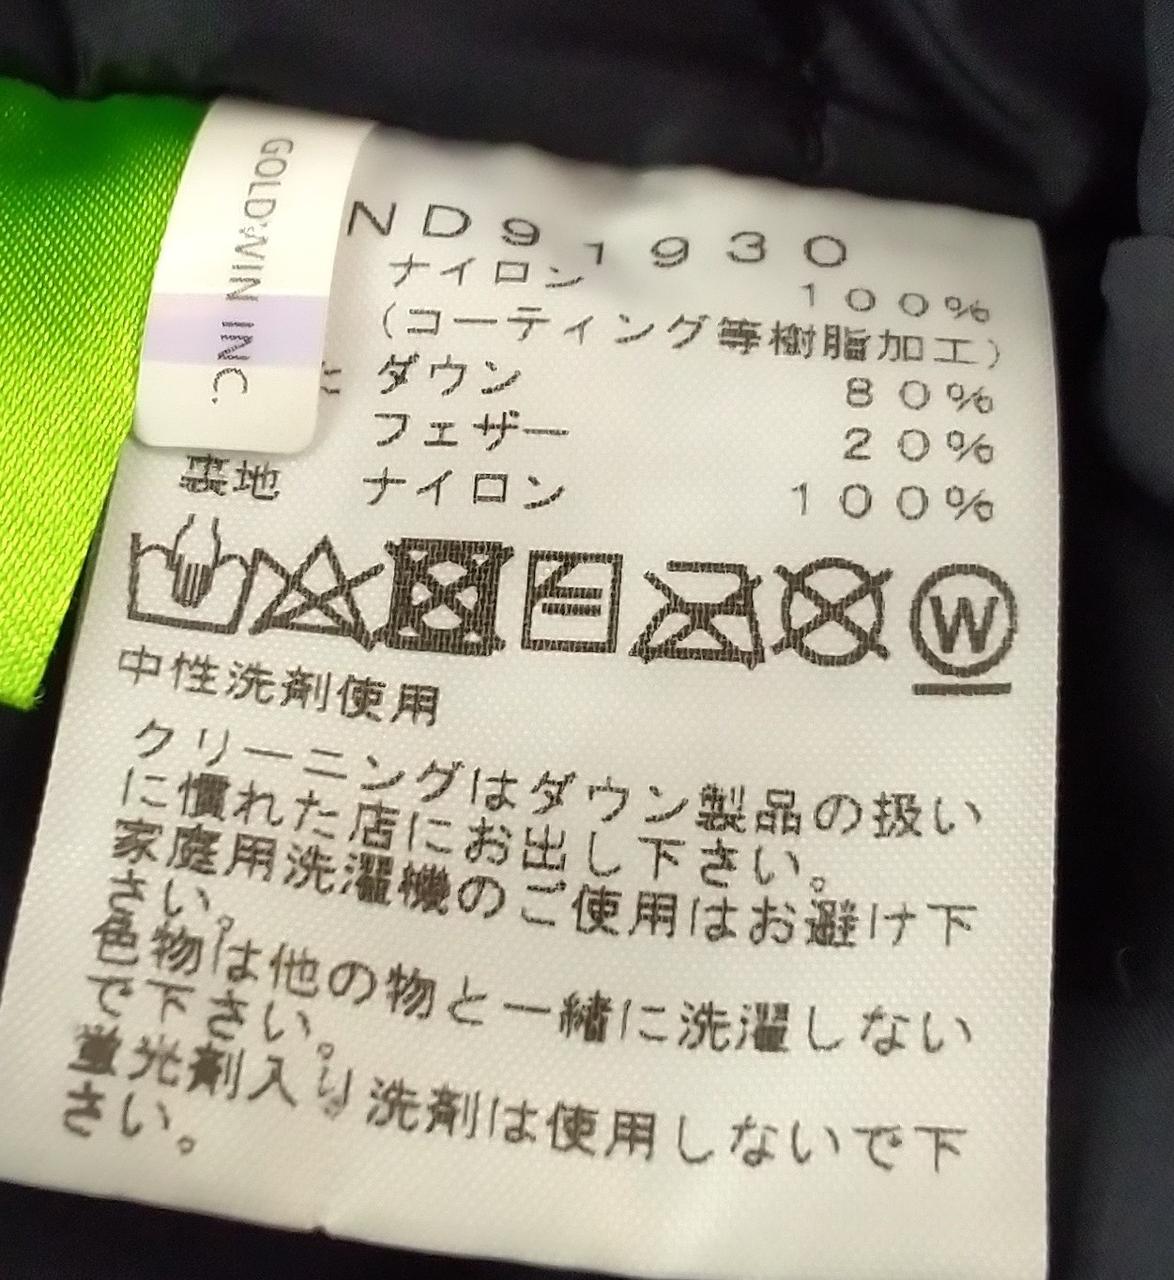 GOLDWIN INC.
ND91930
ナイロン 100%
(コーティング等樹脂加工)
た ダウン 80%
フェザー 20%
裏地 ナイロン 100%
W
中性洗剤使用
クリーニングはダウン製品の扱い
に慣れた店にお出し下さい。
家庭用洗濯機のご使用はお避け下
さい。
色物は他の物と一緒に洗濯しない
で下さい。
蛍光剤入り洗剤は使用しないで下
さい。